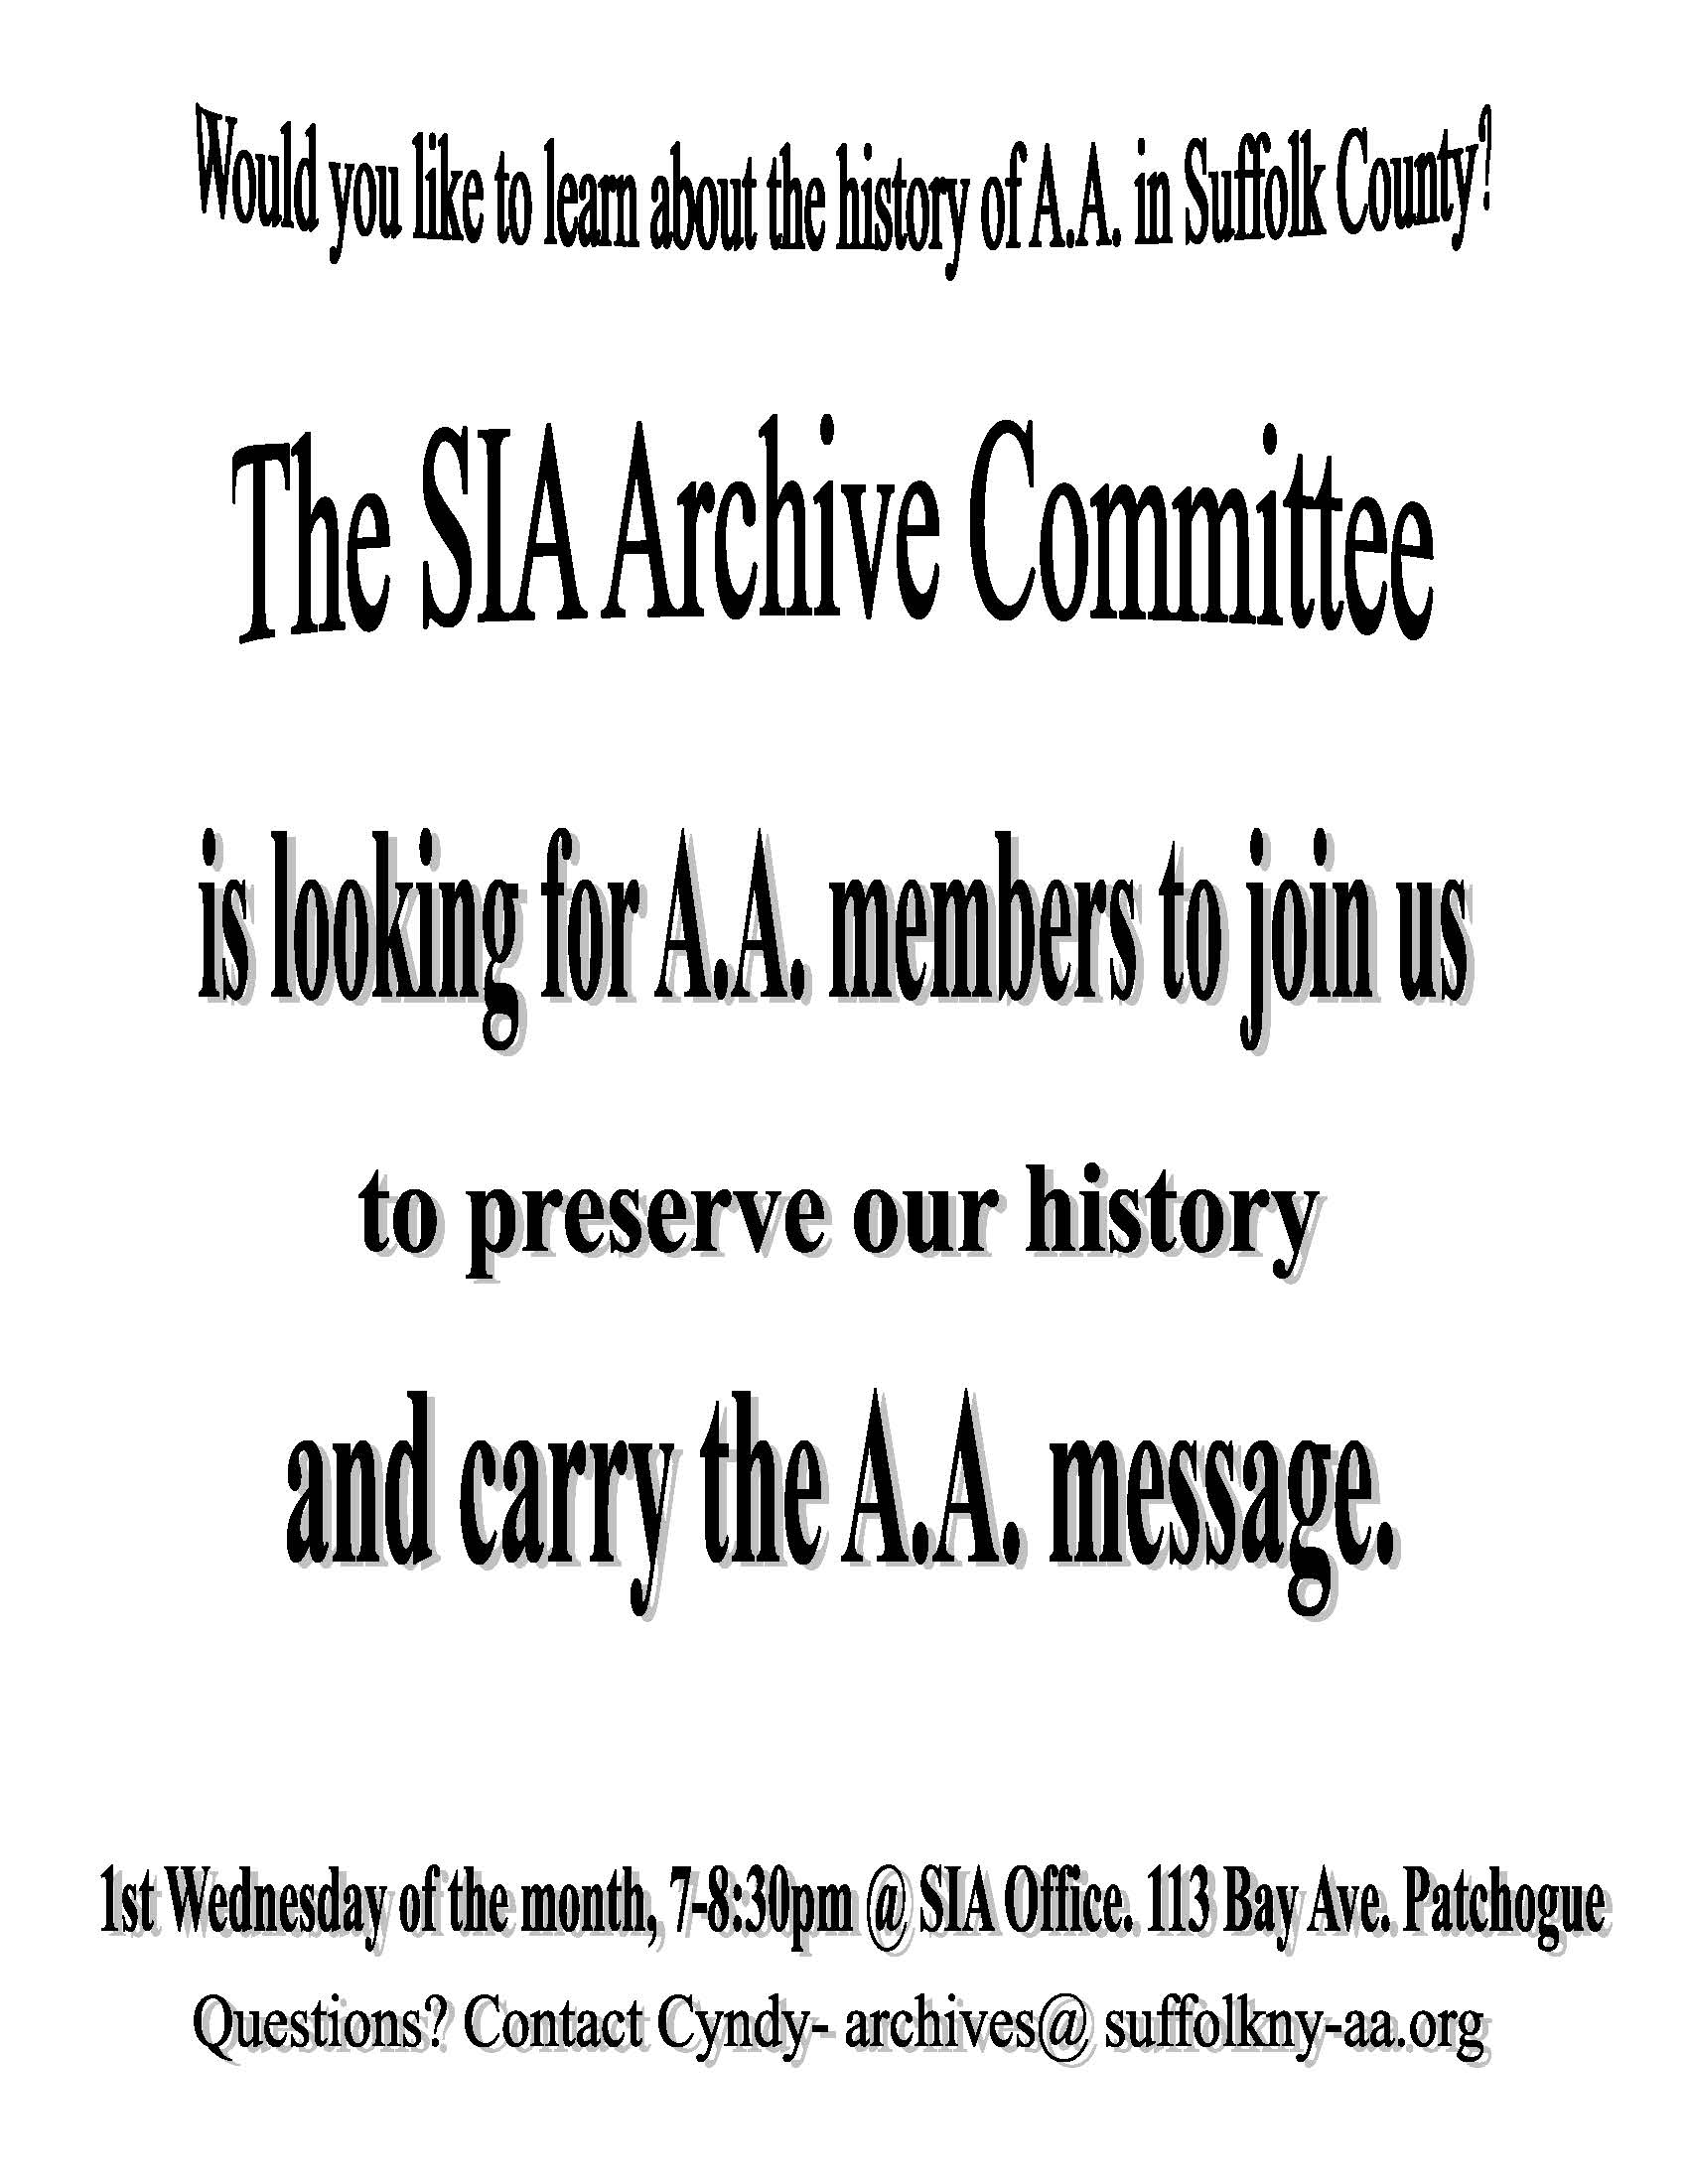 Would you like to learn about the history of A.A. in Suffolk County?
The SIA Archive Committee
is looking for A.A. members to join us
to preserve our history
and carry the A.A. message.
1st Wednesday of the month, 7-8:30pm @ SIA Office. 113 Bay Ave. Patchogue
Questions? Contact Cyndy- archives@ suffolkny-aa.org